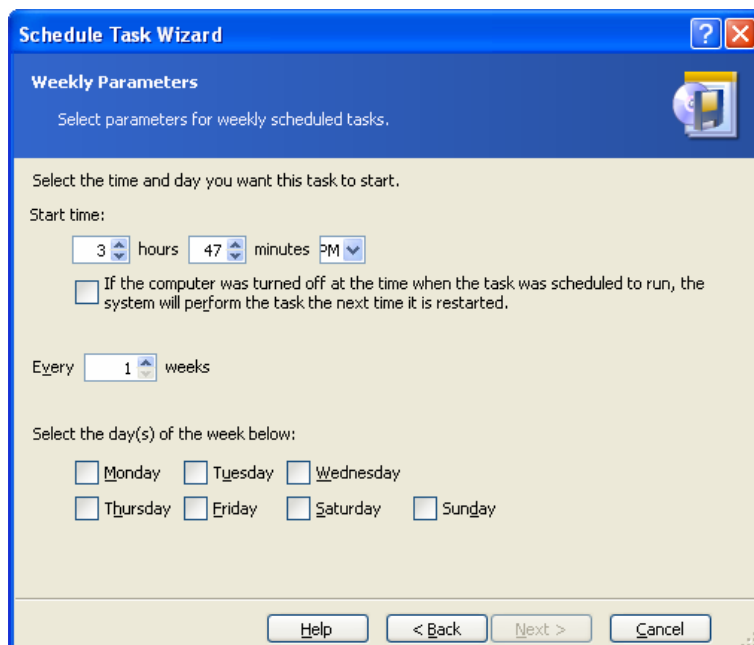 Schedule Task Wizard
Weekly Parameters
Select parameters for weekly scheduled tasks.
Select the time and day you want this task to start.
Start time:
3 hours 47 minutes PM
If the computer was turned off at the time when the task was scheduled to run, the
system will perform the task the next time it is restarted.
Every 1 weeks
Select the day(s) of the week below:
Monday Tuesday Wednesday
Thursday Friday Saturday Sunday
Help < Back Next > Cancel